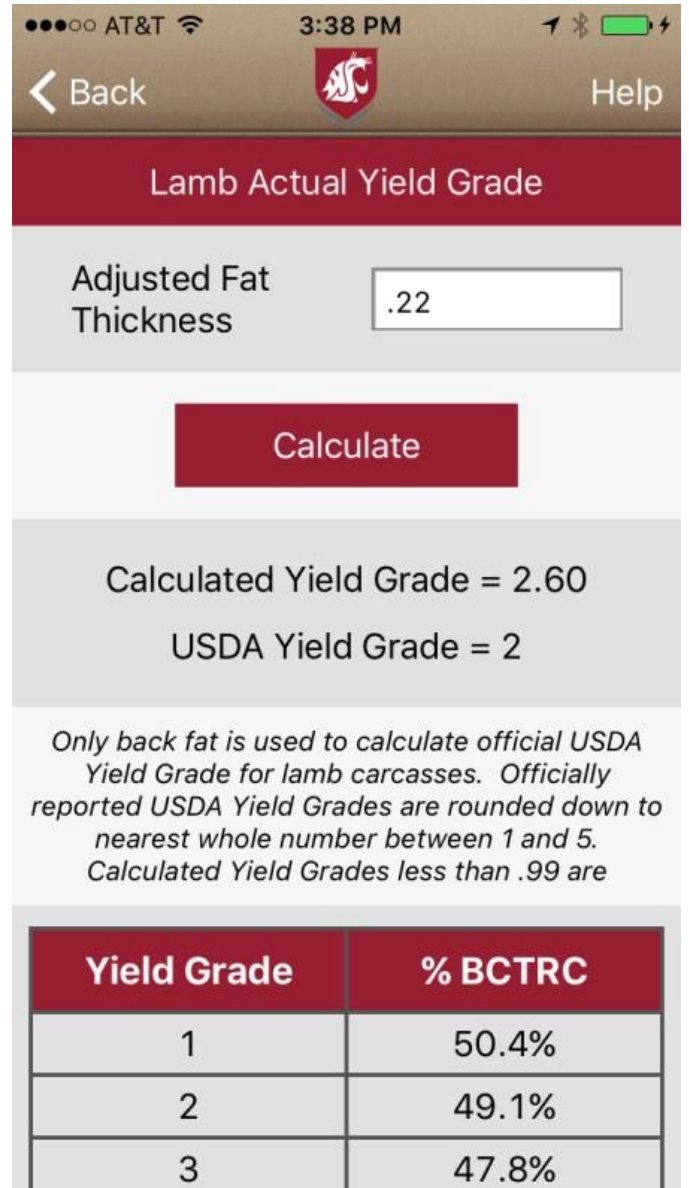 AT&T 3:38 PM
Back Help
Lamb Actual Yield Grade
Adjusted Fat
Thickness
.22
Calculate
Calculated Yield Grade = 2.60
USDA Yield Grade = 2
Only back fat is used to calculate official USDA
Yield Grade for lamb carcasses. Officially
reported USDA Yield Grades are rounded down to
nearest whole number between 1 and 5.
Calculated Yield Grades less than .99 are
Yield Grade % BCTRC
1 50.4%
2 49.1%
3 47.8%